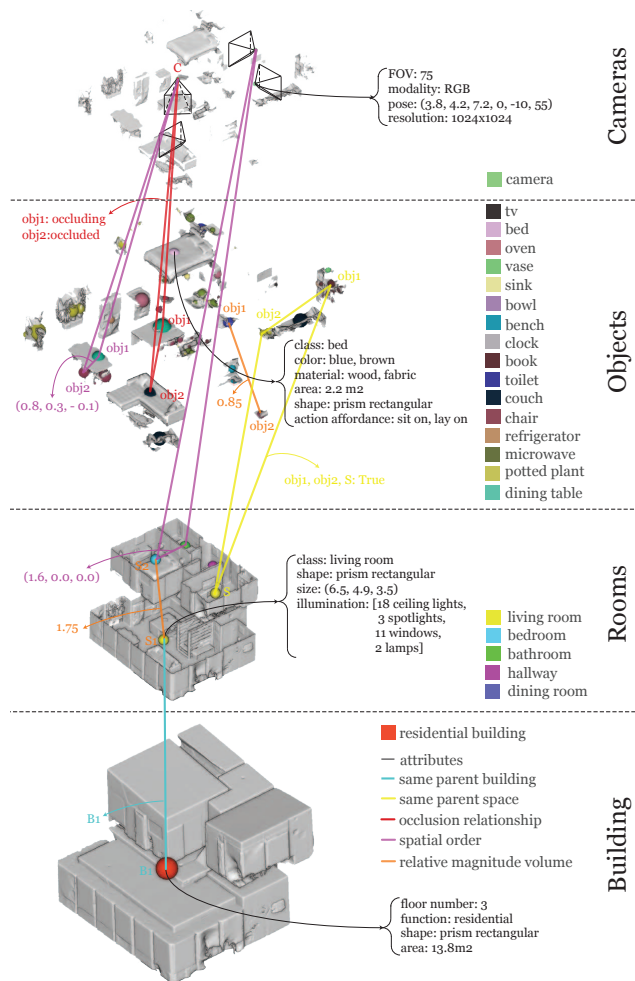 C
FOV: 75
modality: RGB
pose: (3.8, 4.2, 7.2, 0, -10, 55)
resolution: 1024x1024
Cameras
camera
obj1: occluding
obj2:occluded
tv
bed
oven
vase
sink
bowl
bench
clock
book
toilet
couch
chair
refrigerator
microwave
potted plant
dining table
Objects
obj1
obj2
obj1
obj1
obj1
obj2
class: bed
color: blue, brown
material: wood, fabric
area: 2.2 m2
shape: prism rectangular
action affordance: sit on, lay on
obj2
(0.8, 0.3, - 0.1)
0.85
obj2
obj1, obj2, S: True
(1.6, 0.0, 0.0)
S
class: living room
shape: prism rectangular
size: (6.5, 4.9, 3.5)
illumination: [18 ceiling lights,
3 spotlights,
11 windows,
2 lamps]
1.75
living room
bedroom
bathroom
hallway
dining room
Rooms
residential building
attributes
same parent building
same parent space
occlusion relationship
spatial order
relative magnitude volume
B1
B1
Building
floor number: 3
function: residential
shape: prism rectangular
area: 13.8m2